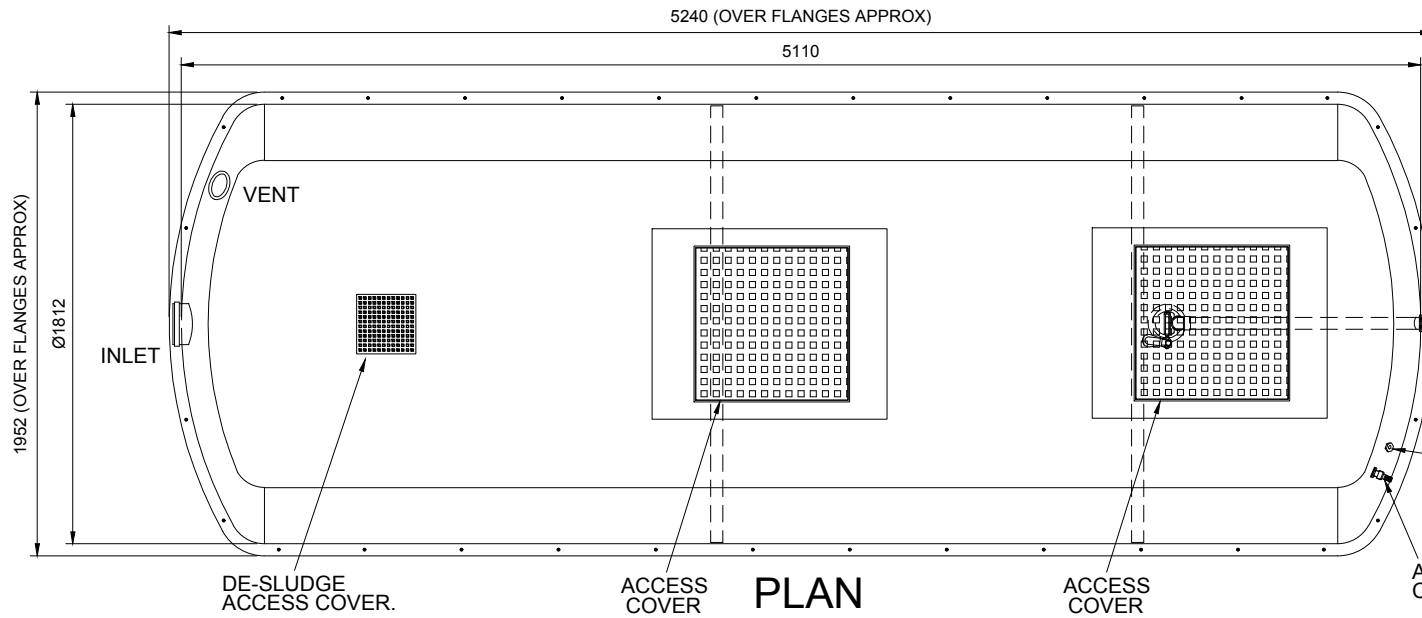 5240 (OVER FLANGES APPROX)
5110
1952 (OVER FLANGES APPROX)
Ø1812
VENT
INLET
DE-SLUDGE
ACCESS COVER.
ACCESS
COVER
PLAN
ACCESS
COVER